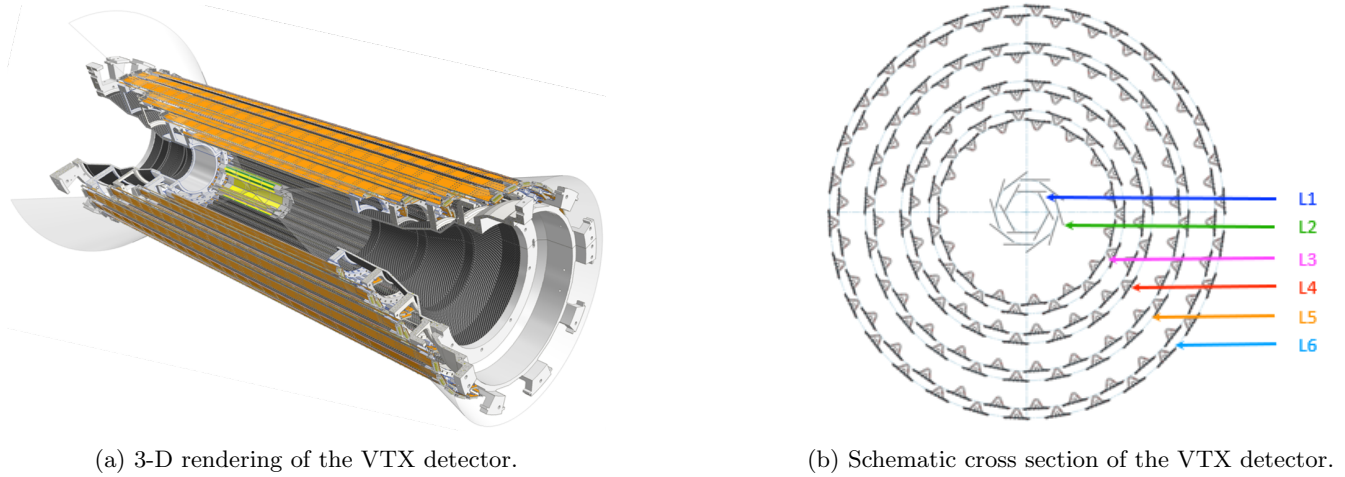 L1
L2
L3
L4
L5
L6
(a) 3-D rendering of the VTX detector.
(b) Schematic cross section of the VTX detector.